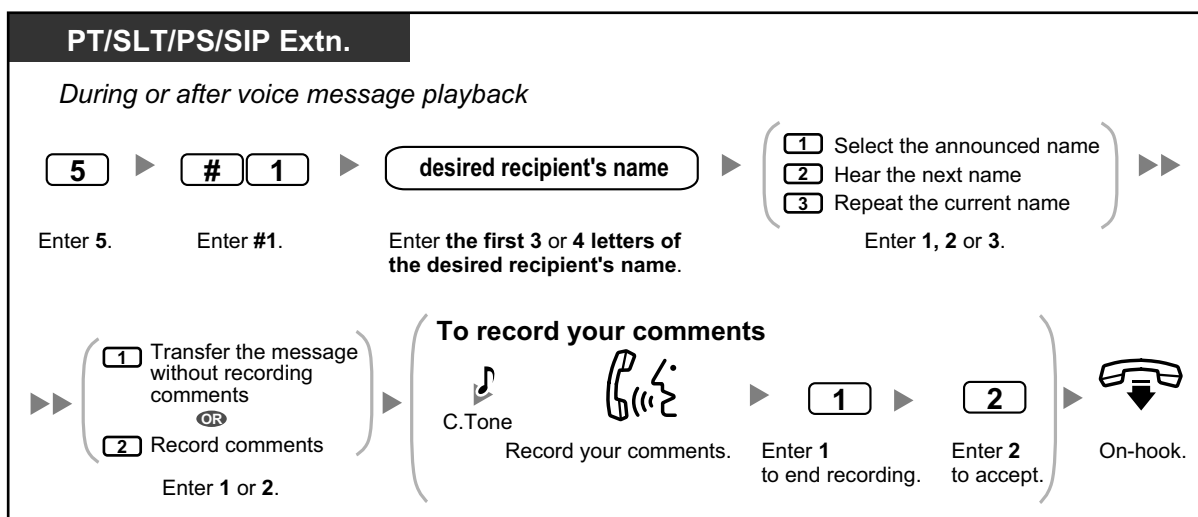 PT/SLT/PS/SIP Extn.
During or after voice message playback
5
# 1
desired recipient's name
1 Select the announced name
2 Hear the next name
3 Repeat the current name
Enter 5.
Enter #1.
Enter the first 3 or 4 letters of
the desired recipient's name.
Enter 1, 2 or 3.
1 Transfer the message
without recording
comments
OR
2 Record comments
Enter 1 or 2.
To record your comments
C.Tone
Record your comments.
1
Enter 1
to end recording.
2
Enter 2
to accept.
On-hook.